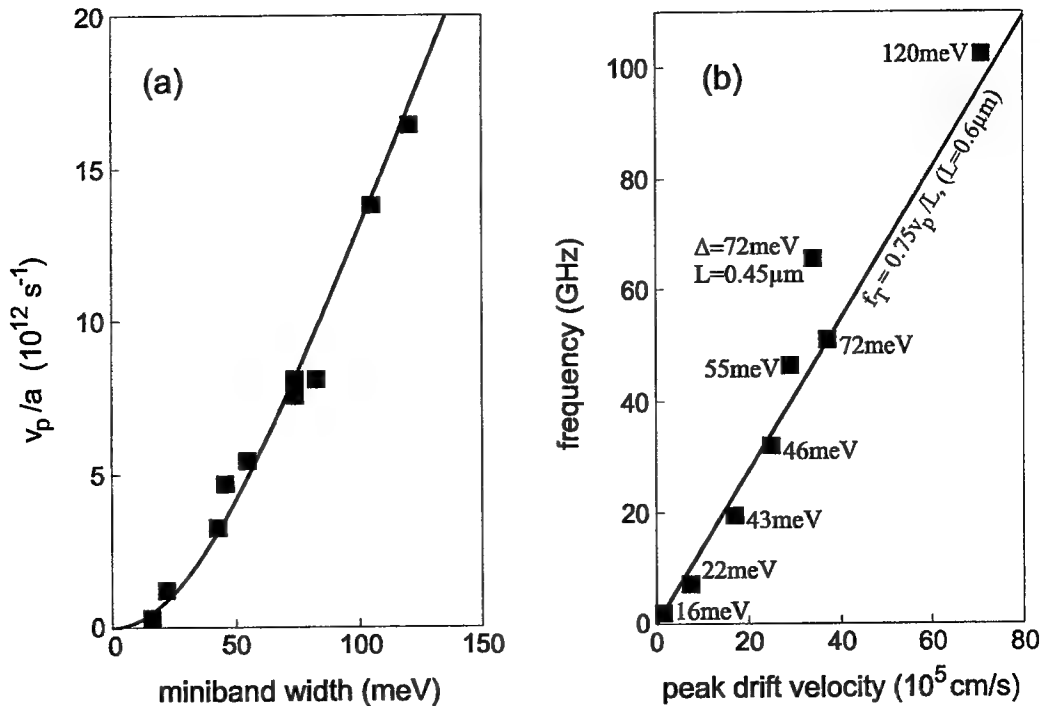 (a)
20
15
10
5
0
0
50
100
150
v_p/a (10^12 s^-1)
miniband width (meV)
(b)
100
80
60
40
20
0
0
20
40
60
80
frequency (GHz)
peak drift velocity (10^5 cm/s)
120meV
f_T = 0.75v_p/L, (L=0.6μm)
Δ=72meV
L=0.45μm
72meV
55meV
46meV
43meV
22meV
16meV